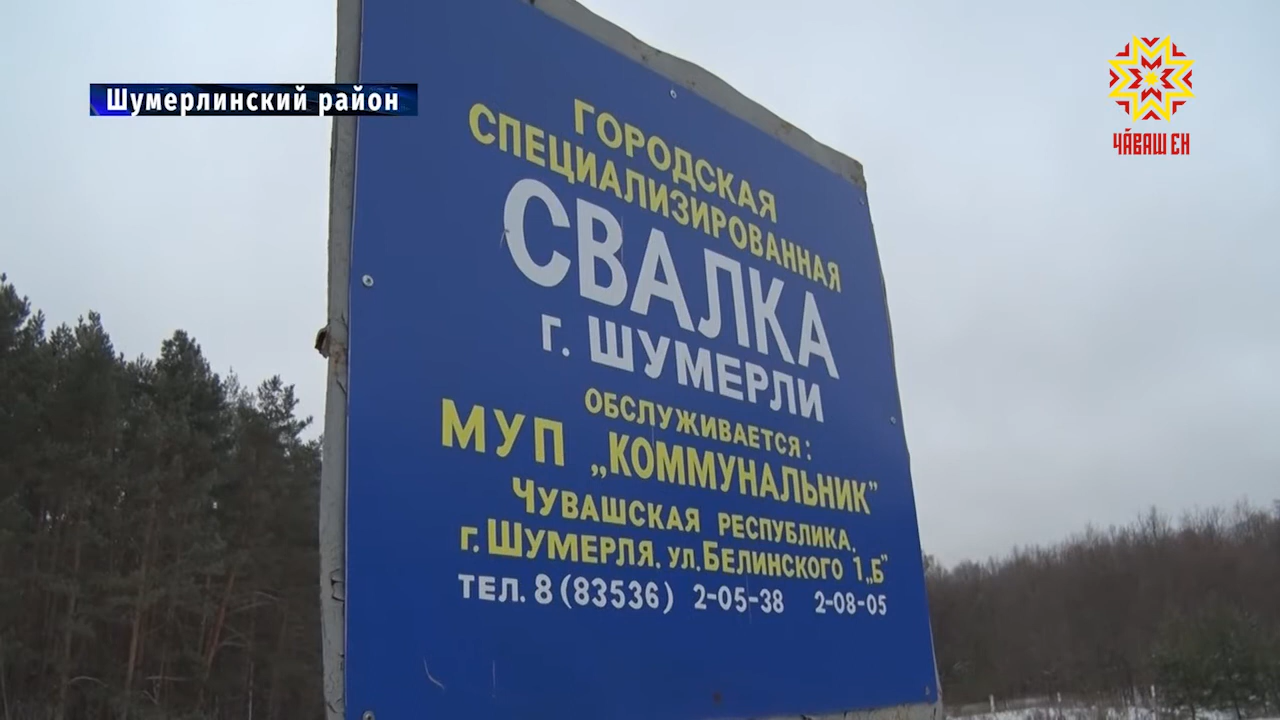 Шумерлинский район
ЧӐВАШ ЕН
ГОРОДСКАЯ
СПЕЦИАЛИЗИРОВАННАЯ
СВАЛКА
г. ШУМЕРЛИ
ОБСЛУЖИВАЕТСЯ:
МУП „КОММУНАЛЬНИК”
ЧУВАШСКАЯ РЕСПУБЛИКА.
г. ШУМЕРЛЯ. ул. БЕЛИНСКОГО 1„Б”
ТЕЛ. 8 (83536) 2-05-38 2-08-05